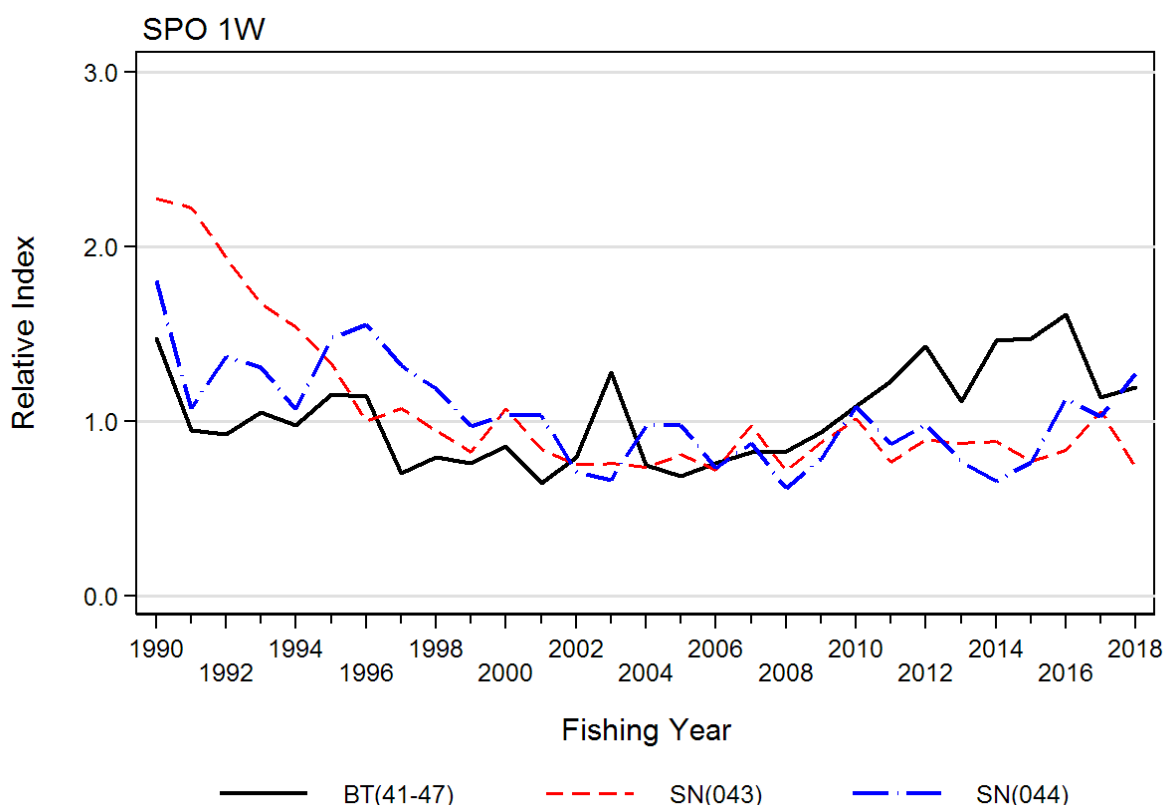 SPO 1W
3.0
2.0
1.0
0.0
Relative Index
1990 1994 1998 2002 2006 2010 2014 2018
1992 1996 2000 2004 2008 2012 2016
Fishing Year
BT(41-47) SN(043) SN(044)